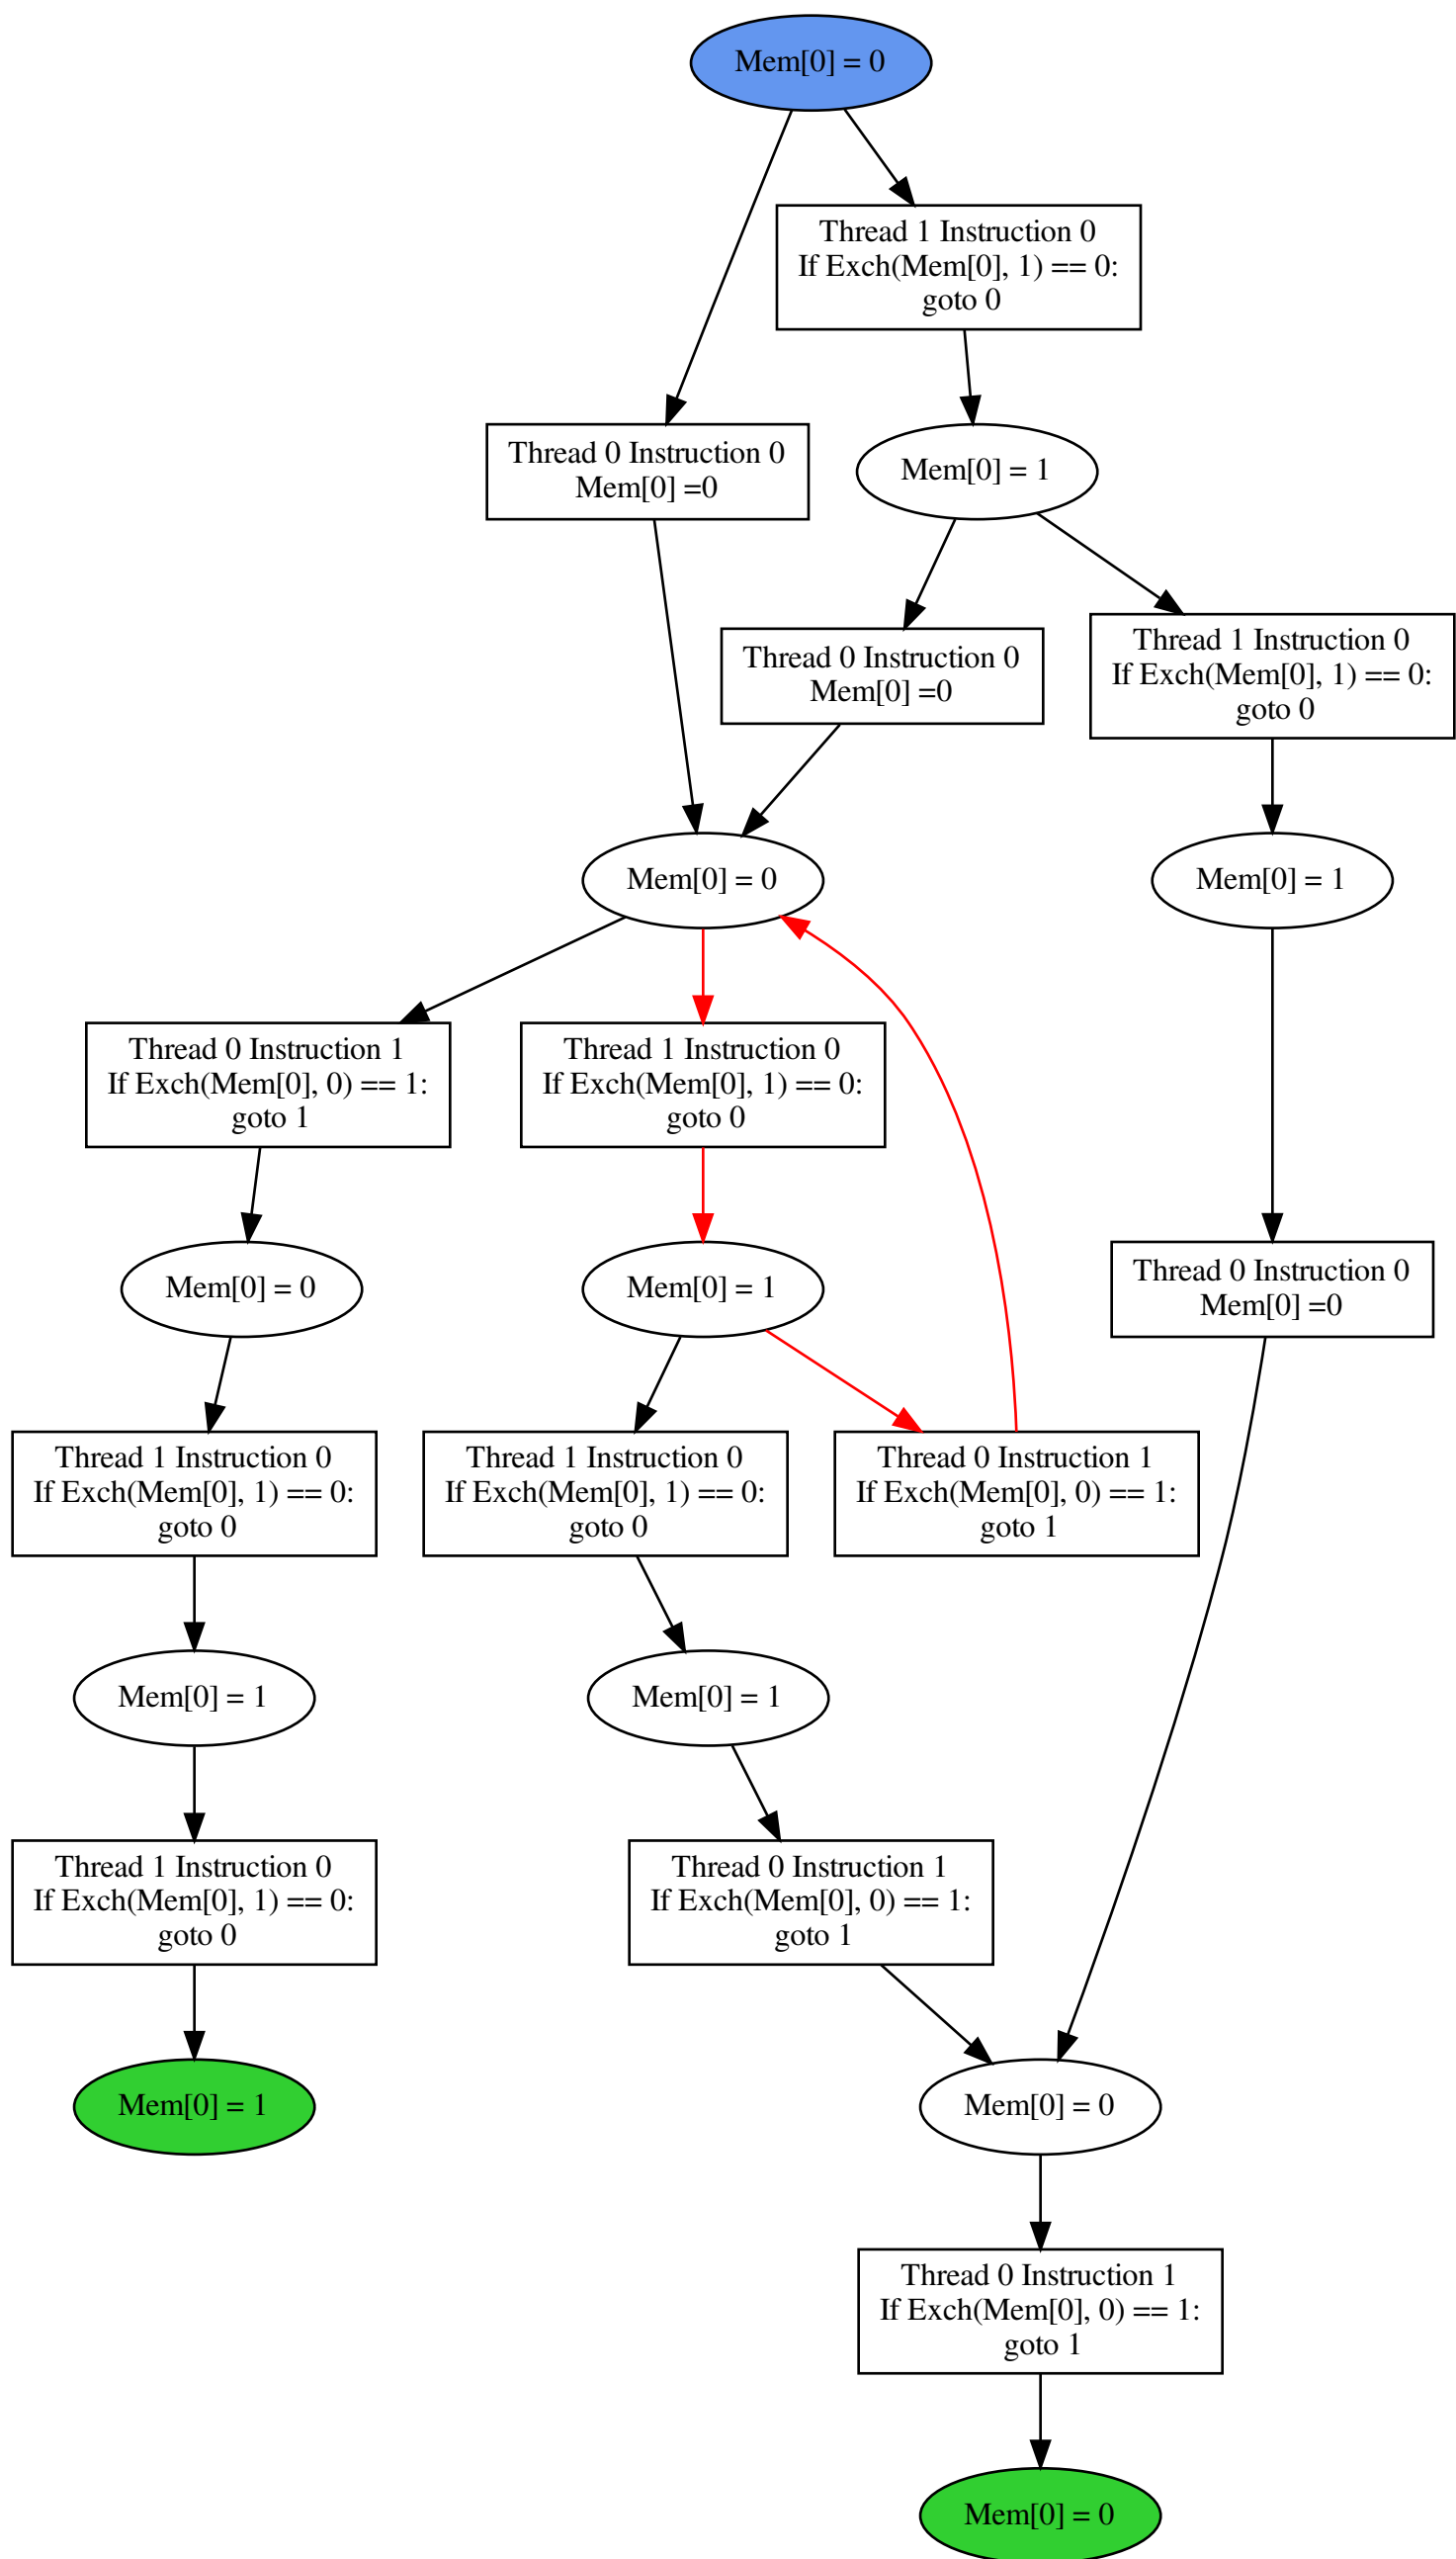 Mem[0] = 0
Thread 1 Instruction 0
If Exch(Mem[0], 1) == 0:
goto 0
Thread 0 Instruction 0
Mem[0] =0
Mem[0] = 1
Thread 0 Instruction 0
Mem[0] =0
Thread 1 Instruction 0
If Exch(Mem[0], 1) == 0:
goto 0
Mem[0] = 0
Mem[0] = 1
Thread 0 Instruction 1
If Exch(Mem[0], 0) == 1:
goto 1
Thread 1 Instruction 0
If Exch(Mem[0], 1) == 0:
goto 0
Mem[0] = 0
Mem[0] = 1
Thread 0 Instruction 0
Mem[0] =0
Thread 1 Instruction 0
If Exch(Mem[0], 1) == 0:
goto 0
Thread 1 Instruction 0
If Exch(Mem[0], 1) == 0:
goto 0
Thread 0 Instruction 1
If Exch(Mem[0], 0) == 1:
goto 1
Mem[0] = 1
Mem[0] = 1
Thread 1 Instruction 0
If Exch(Mem[0], 1) == 0:
goto 0
Thread 0 Instruction 1
If Exch(Mem[0], 0) == 1:
goto 1
Mem[0] = 1
Mem[0] = 0
Thread 0 Instruction 1
If Exch(Mem[0], 0) == 1:
goto 1
Mem[0] = 0